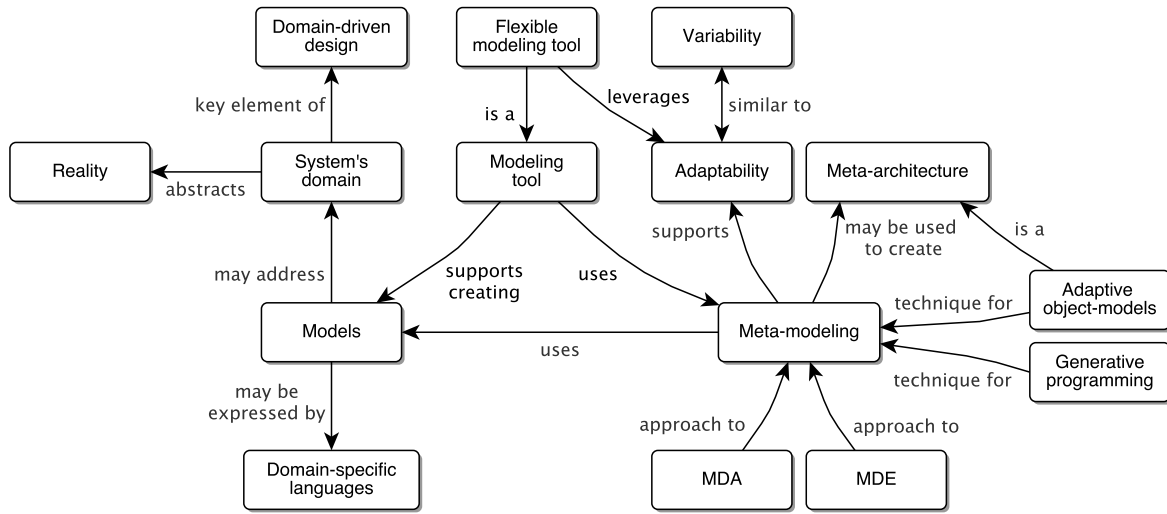 Domain-driven
design
Flexible
modeling tool
Variability
key element of
is a
leverages
similar to
Reality
abstracts
System's
domain
Modeling
tool
Adaptability
Meta-architecture
may address
supports
creating
uses
supports
may be used
to create
is a
Adaptive
object-models
technique for
Models
uses
Meta-modeling
Generative
programming
technique for
may be
expressed by
approach to
approach to
Domain-specific
languages
MDA
MDE